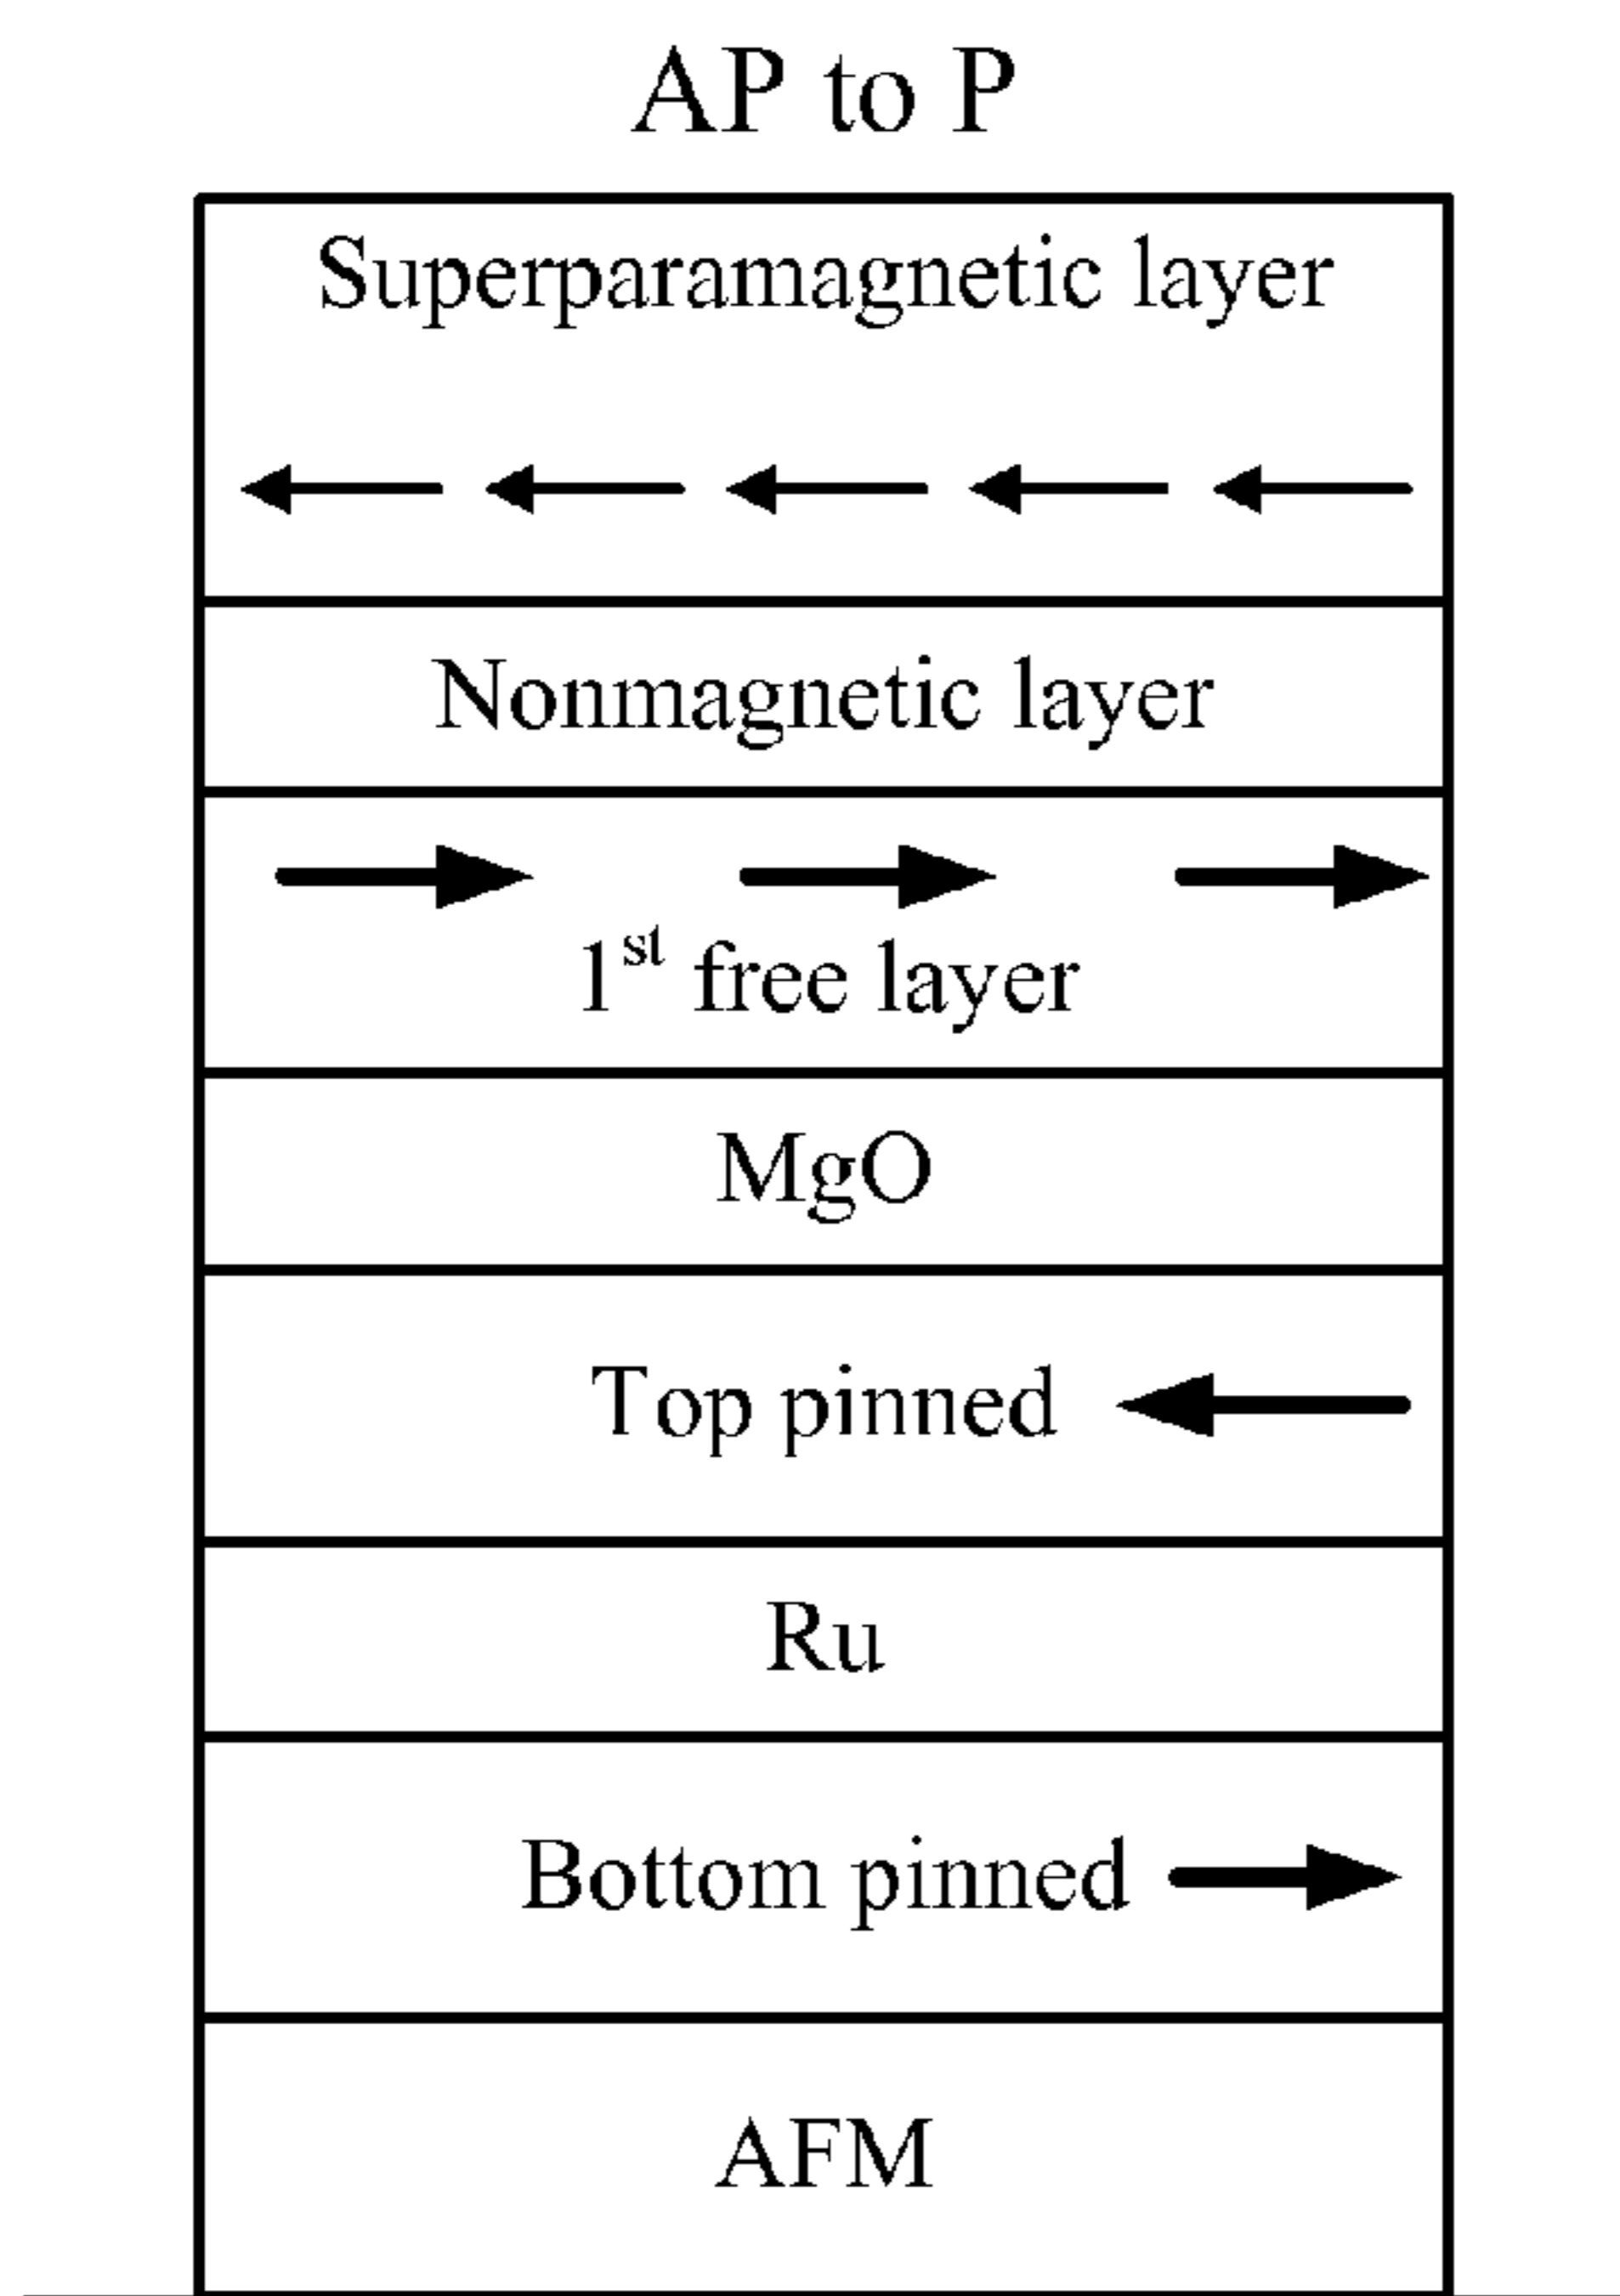 AP to P
Superparamagnetic layer
Nonmagnetic layer
1st free layer
MgO
Top pinned
Ru
Bottom pinned
AFM